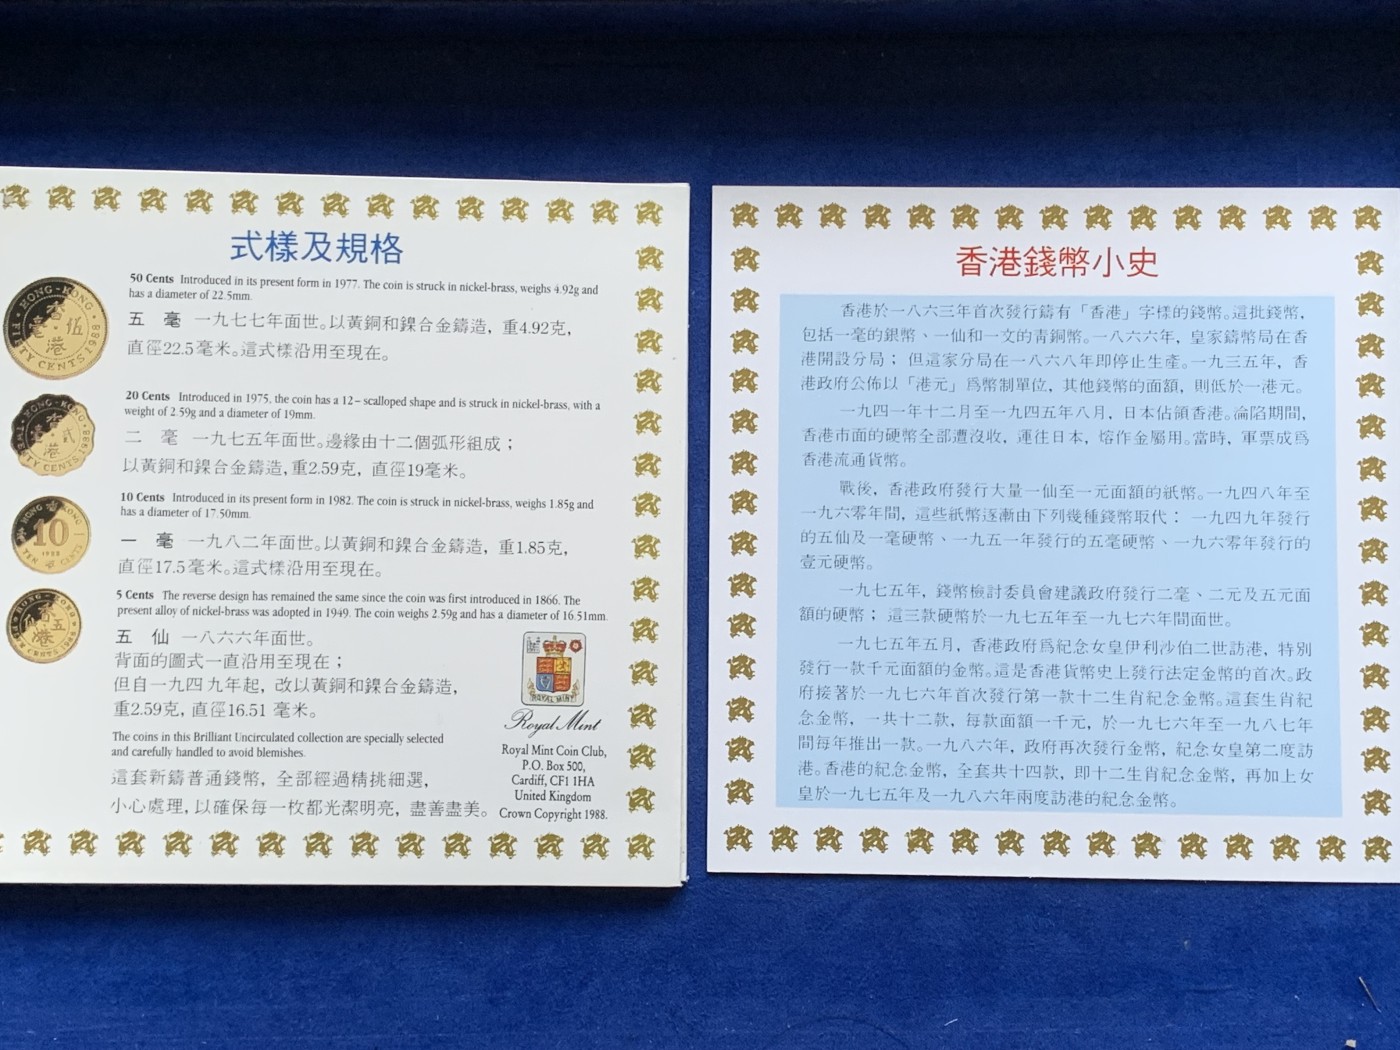 式樣及規格
50 Cents Introduced in its present form in 1977. The coin is struck in nickel-brass, weighs 4.92g and
has a diameter of 22.5mm.
五 毫 一九七七年面世。以黃銅和鎳合金鑄造，重4.92克，
直徑22.5毫米。這式樣沿用至現在。
20 Cents Introduced in 1975, the coin has a 12 – scalloped shape and is struck in nickel-brass, with a
weight of 2.59g and a diameter of 19mm.
二 毫 一九七五年面世。邊緣由十二個弧形組成；
以黃銅和鎳合金鑄造，重2.59克，直徑19毫米。
10 Cents Introduced in its present form in 1982. The coin is struck in nickel-brass, weighs 1.85g and
has a diameter of 17.50mm.
一 毫 一九八二年面世。以黃銅和鎳合金鑄造，重1.85克，
直徑17.5毫米。這式樣沿用至現在。
5 Cents The reverse design has remained the same since the coin was first introduced in 1866. The
present alloy of nickel-brass was adopted in 1949. The coin weighs 2.59g and has a diameter of 16.51mm.
五 仙 一八六六年面世。
背面的圖式一直沿用至現在；
但自一九四九年起，改以黃銅和鎳合金鑄造，
重2.59克，直徑16.51 毫米。
The coins in this Brilliant Uncirculated collection are specially selected
and carefully handled to avoid blemishes.
這套新鑄普通錢幣，全部經過精挑細選，
小心處理，以確保每一枚都光潔明亮，盡善盡美。
ROYAL MINT
Royal Mint
Royal Mint Coin Club,
P.O. Box 500,
Cardiff, CF1 1HA
United Kingdom
Crown Copyright 1988.
HONG·KONG
香港
伍毫
FIFTY CENTS 1988
HONG KONG
10
1988
TEN CENTS
香港錢幣小史
香港於一八六三年首次發行鑄有「香港」字樣的錢幣。這批錢幣，
包括一毫的銀幣、一仙和一文的青銅幣。一八六六年，皇家鑄幣局在香
港開設分局；但這家分局在一八六八年即停止生產。一九三五年，香
港政府公佈以「港元」爲幣制單位，其他錢幣的面額，則低於一港元。
一九四一年十二月至一九四五年八月，日本佔領香港。淪陷期間，
香港市面的硬幣全部遭沒收，運往日本，熔作金屬用。當時，軍票成爲
香港流通貨幣。
戰後，香港政府發行大量一仙至一元面額的紙幣。一九四八年至
一九六零年間，這些紙幣逐漸由下列幾種錢幣取代：一九四九年發行
的五仙及一毫硬幣、一九五一年發行的五毫硬幣、一九六零年發行的
壹元硬幣。
一九七五年，錢幣檢討委員會建議政府發行二毫、二元及五元面
額的硬幣；這三款硬幣於一九七五年至一九七六年間面世。
一九七五年五月，香港政府爲紀念女皇伊利沙伯二世訪港，特別
發行一款千元面額的金幣。這是香港貨幣史上發行法定金幣的首次。政
府接著於一九七六年首次發行第一款十二生肖紀念金幣。這套生肖紀
念金幣，一共十二款，每款面額一千元，於一九七六年至一九八七年
間每年推出一款。一九八六年，政府再次發行金幣，紀念女皇第二度訪
港。香港的紀念金幣，全套共十四款，即十二生肖紀念金幣，再加上女
皇於一九七五年及一九八六年兩度訪港的紀念金幣。